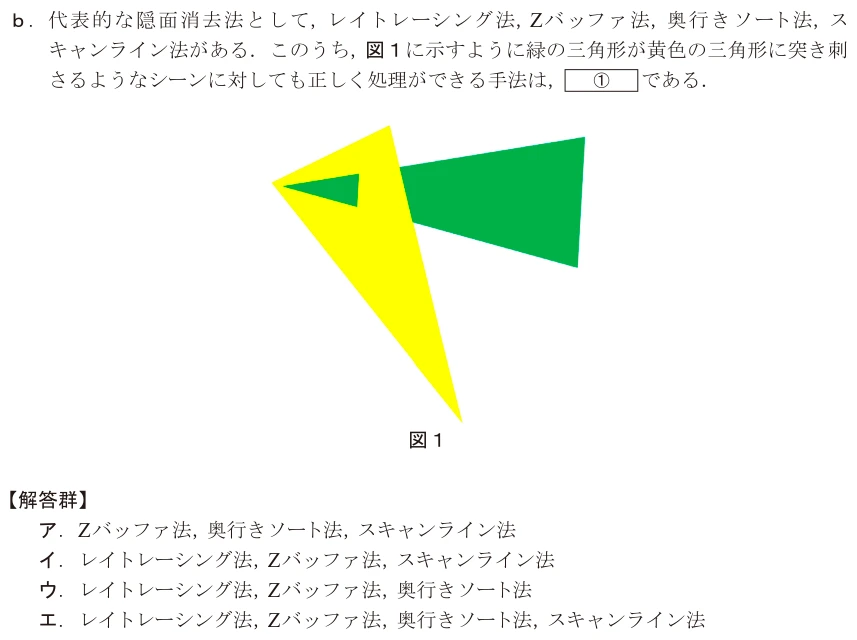 b．代表的な隠面消去法として, レイトレーシング法, Zバッファ法, 奥行きソート法, ス
キャンライン法がある．このうち, 図1に示すように緑の三角形が黄色の三角形に突き刺
さるようなシーンに対しても正しく処理ができる手法は, ① である．
図1
【解答群】
ア．Zバッファ法, 奥行きソート法, スキャンライン法
イ．レイトレーシング法, Zバッファ法, スキャンライン法
ウ．レイトレーシング法, Zバッファ法, 奥行きソート法
エ．レイトレーシング法, Zバッファ法, 奥行きソート法, スキャンライン法